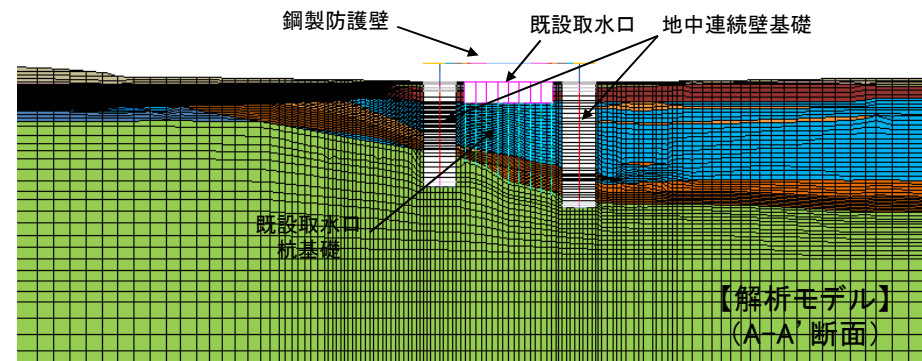 鋼製防護壁
既設取水口
地中連続壁基礎
既設取水口
杭基礎
【解析モデル】
(A-A'断面)